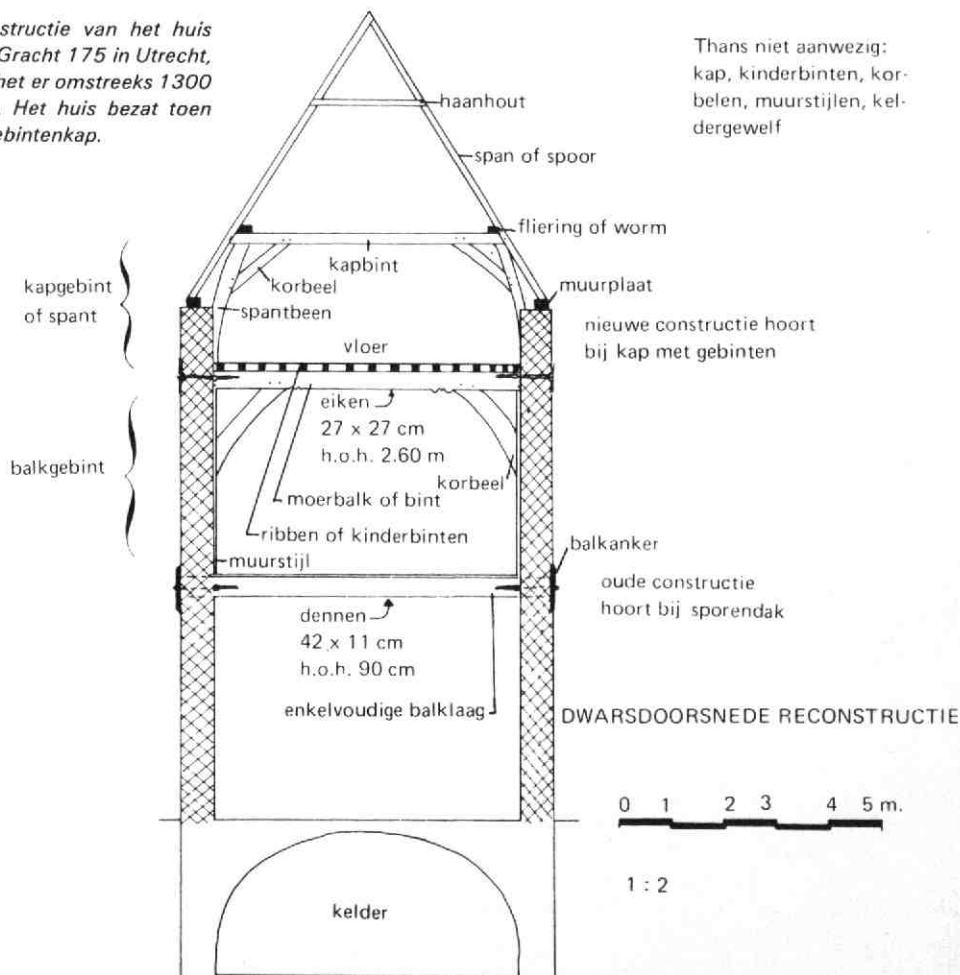 structie van het huis
Gracht 175 in Utrecht,
het er omstreeks 1300
. Het huis bezat toen
ebintenkap.
Thans niet aanwezig:
kap, kinderbinten, kor-
belen, muurstijlen, kel-
dergewelf
haanhout
span of spoor
fliering of worm
kapbint
korbeel
spantbeen
muurplaat
kapgebint
of spant
nieuwe constructie hoort
bij kap met gebinten
vloer
eiken
27 x 27 cm
h.o.h. 2.60 m
balkgebint
korbeel
moerbalk of bint
ribben of kinderbinten
muurstijl
balkanker
oude constructie
hoort bij sporendak
dennen
42 x 11 cm
h.o.h. 90 cm
enkelvoudige balklaag
DWARSDOORSNEDE RECONSTRUCTIE
0 1 2 3 4 5 m.
1 : 2
kelder